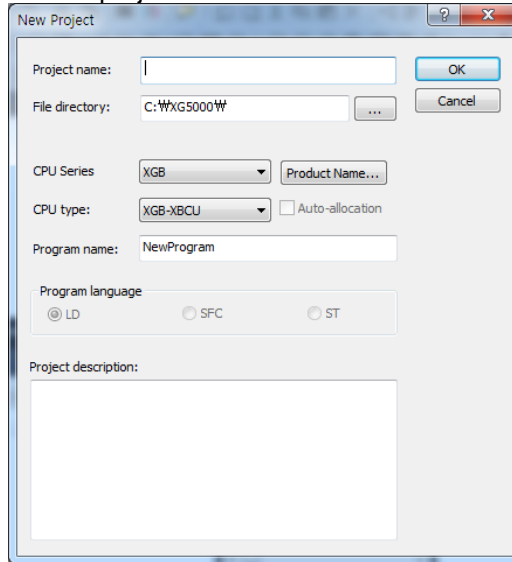 New Project
Project name:
OK
File directory:
C:₩XG5000₩
...
Cancel
CPU Series
XGB
Product Name...
CPU type:
XGB-XBCU
Auto-allocation
Program name:
NewProgram
Program language
LD
SFC
ST
Project description: